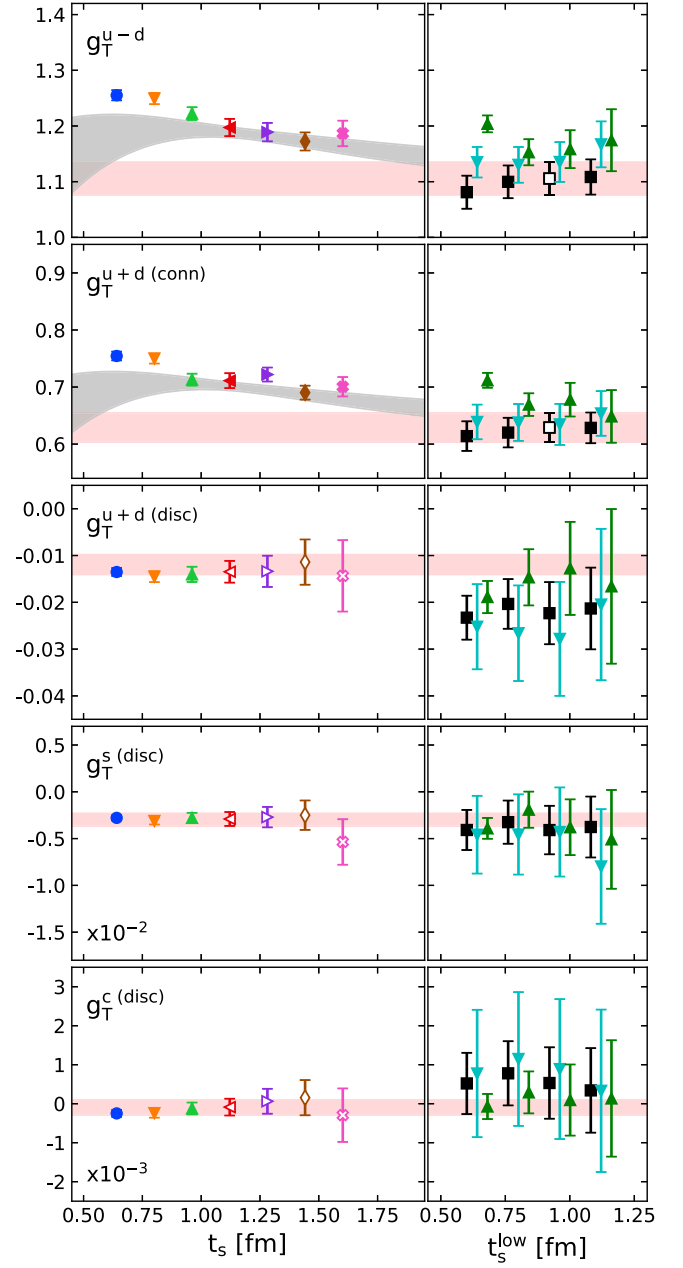 g_T^{u−d}
1.4
1.3
1.2
1.1
1.0
g_T^{u+d (conn)}
0.9
0.8
0.7
0.6
g_T^{u+d (disc)}
0.00
-0.01
-0.02
-0.03
-0.04
g_T^{s (disc)}
0.5
0.0
-0.5
-1.0
-1.5
x10^{−2}
g_T^{c (disc)}
3
2
1
0
-1
-2
x10^{−3}
0.50 0.75 1.00 1.25 1.50 1.75 0.50 0.75 1.00 1.25
t_s [fm] t_s^{low} [fm]